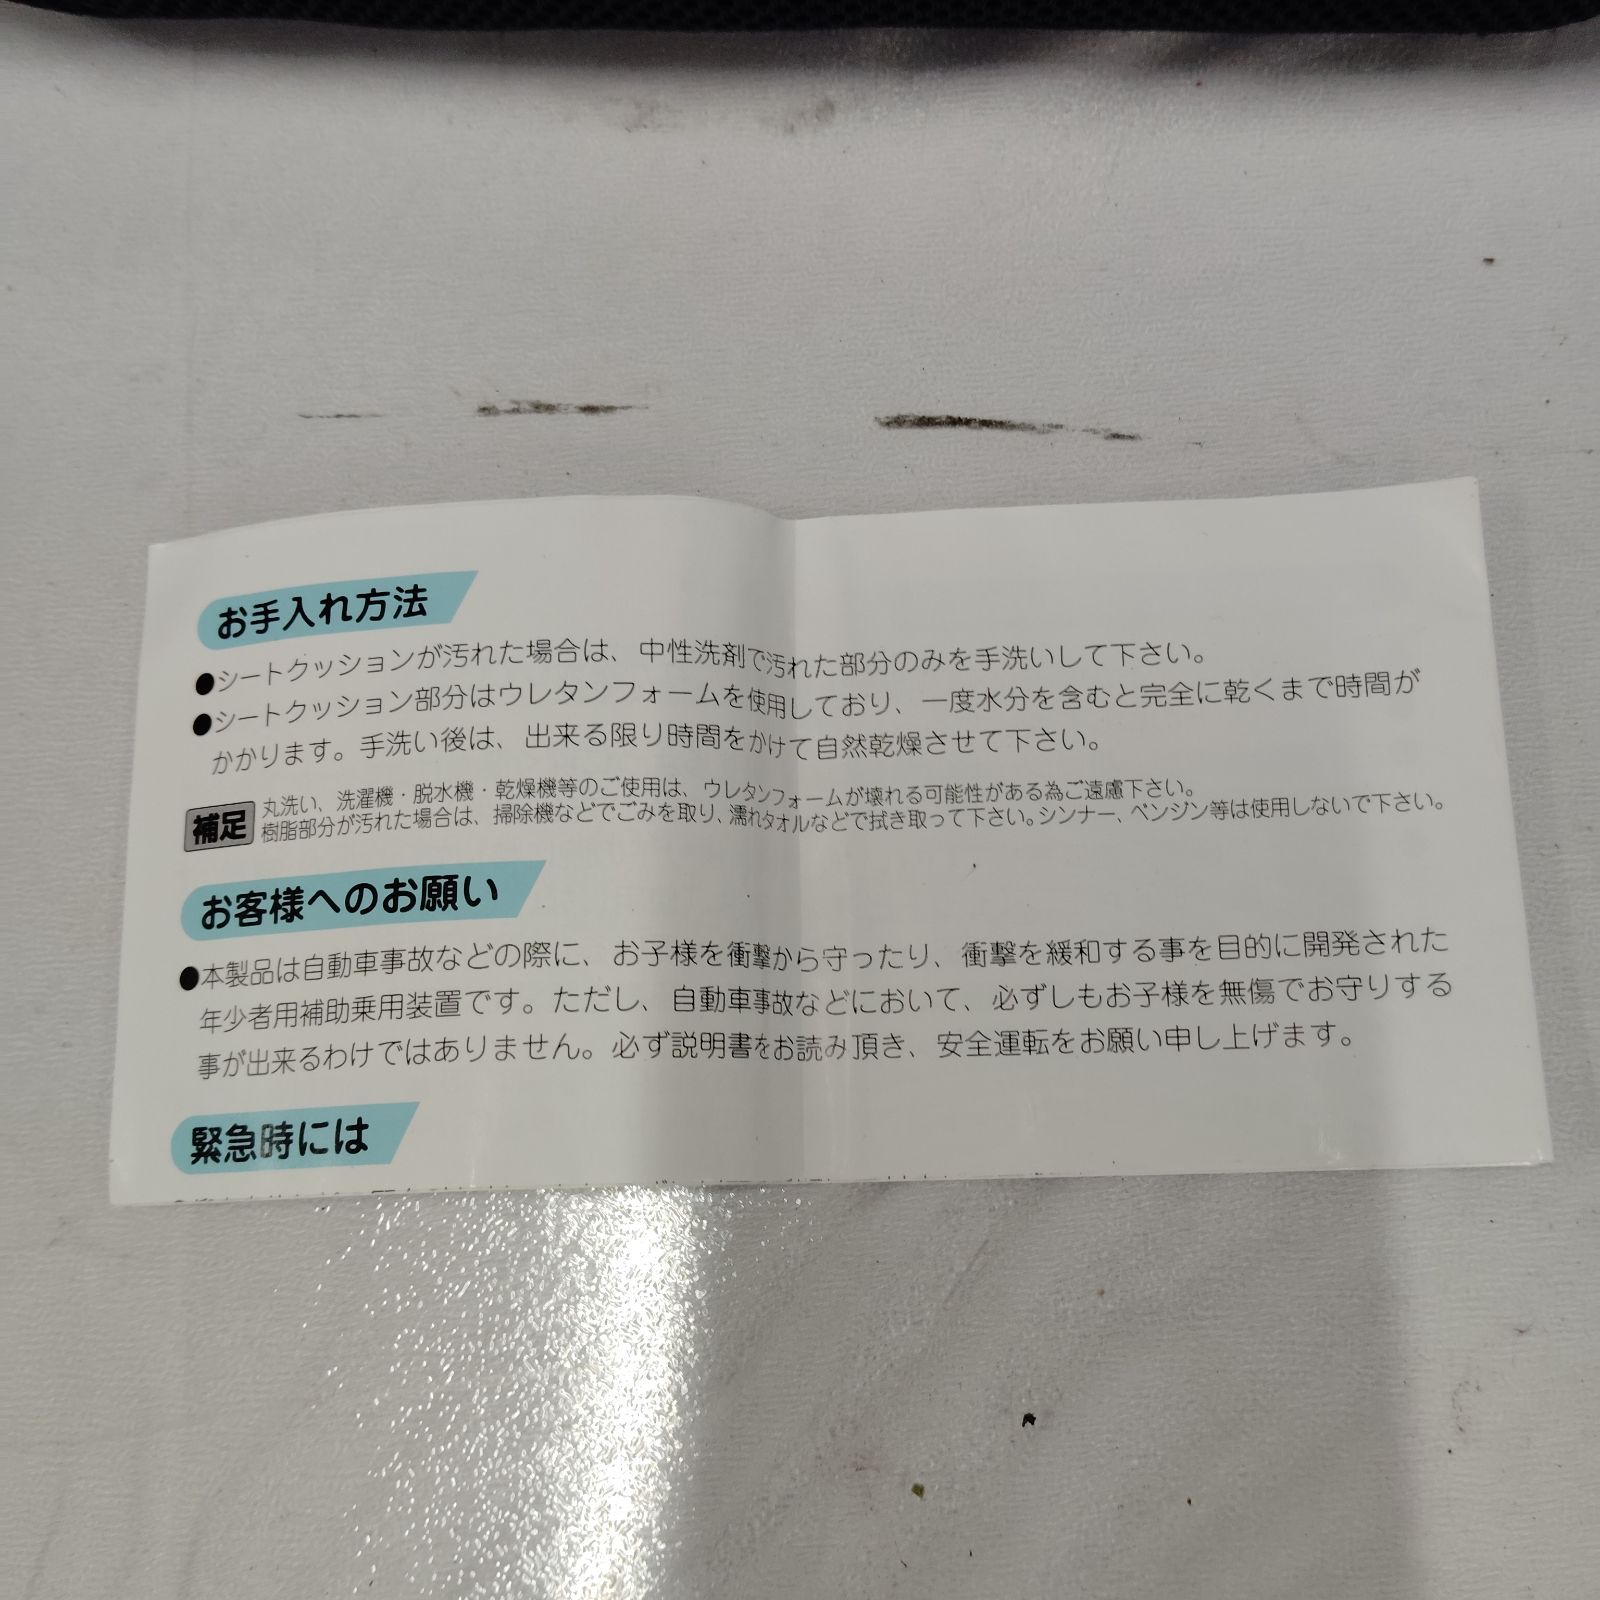 お手入れ方法
●シートクッションが汚れた場合は、中性洗剤で汚れた部分のみを手洗いして下さい。
●シートクッション部分はウレタンフォームを使用しており、一度水分を含むと完全に乾くまで時間が
かかります。手洗い後は、出来る限り時間をかけて自然乾燥させて下さい。
補足
丸洗い、洗濯機・脱水機・乾燥機等のご使用は、ウレタンフォームが壊れる可能性がある為ご遠慮下さい。
樹脂部分が汚れた場合は、掃除機などでごみを取り、濡れタオルなどで拭き取って下さい。シンナー、ベンジン等は使用しないで下さい。
お客様へのお願い
●本製品は自動車事故などの際に、お子様を衝撃から守ったり、衝撃を緩和する事を目的に開発された
年少者用補助乗用装置です。ただし、自動車事故などにおいて、必ずしもお子様を無傷でお守りする
事が出来るわけではありません。必ず説明書をお読み頂き、安全運転をお願い申し上げます。
緊急時には